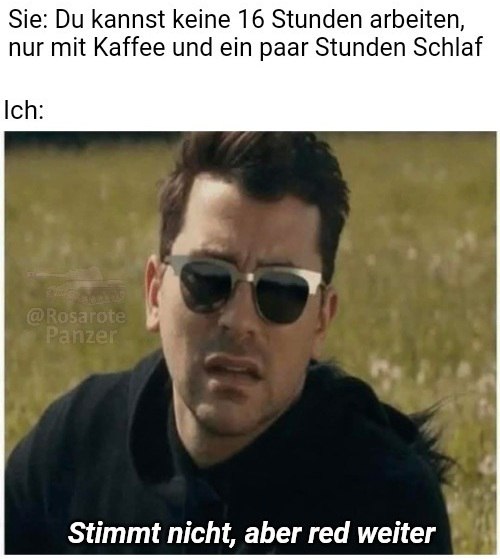 Sie: Du kannst keine 16 Stunden arbeiten,
nur mit Kaffee und ein paar Stunden Schlaf
Ich:
@Rosarote
Panzer
Stimmt nicht, aber red weiter